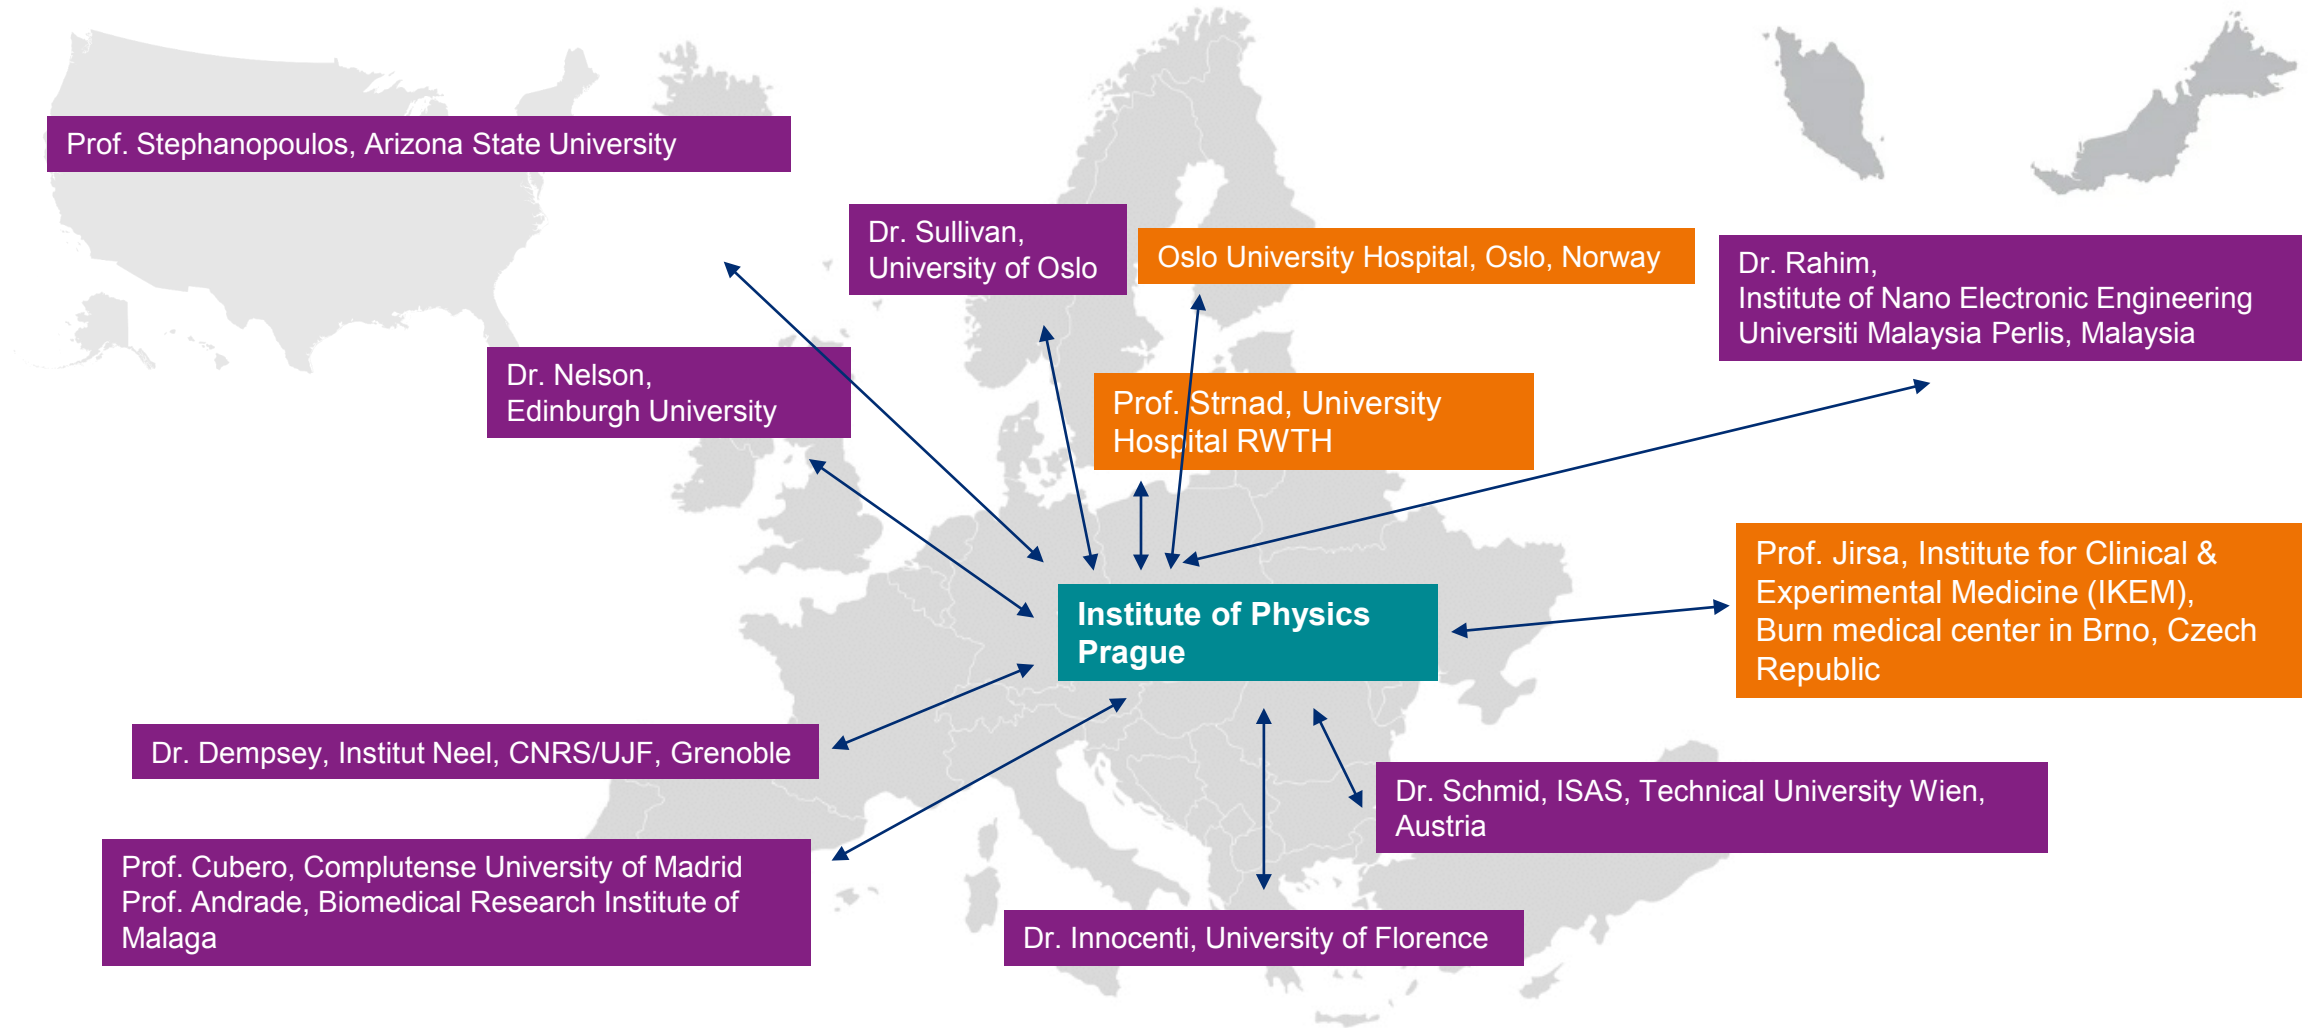 Prof. Stephanopoulos, Arizona State University
Dr. Sullivan,
University of Oslo
Oslo University Hospital, Oslo, Norway
Dr. Rahim,
Institute of Nano Electronic Engineering
Universiti Malaysia Perlis, Malaysia
Dr. Nelson,
Edinburgh University
Prof. Strnad, University
Hospital RWTH
Prof. Jirsa, Institute for Clinical &
Experimental Medicine (IKEM),
Burn medical center in Brno, Czech
Republic
Institute of Physics
Prague
Dr. Dempsey, Institut Neel, CNRS/UJF, Grenoble
Dr. Schmid, ISAS, Technical University Wien,
Austria
Prof. Cubero, Complutense University of Madrid
Prof. Andrade, Biomedical Research Institute of
Malaga
Dr. Innocenti, University of Florence